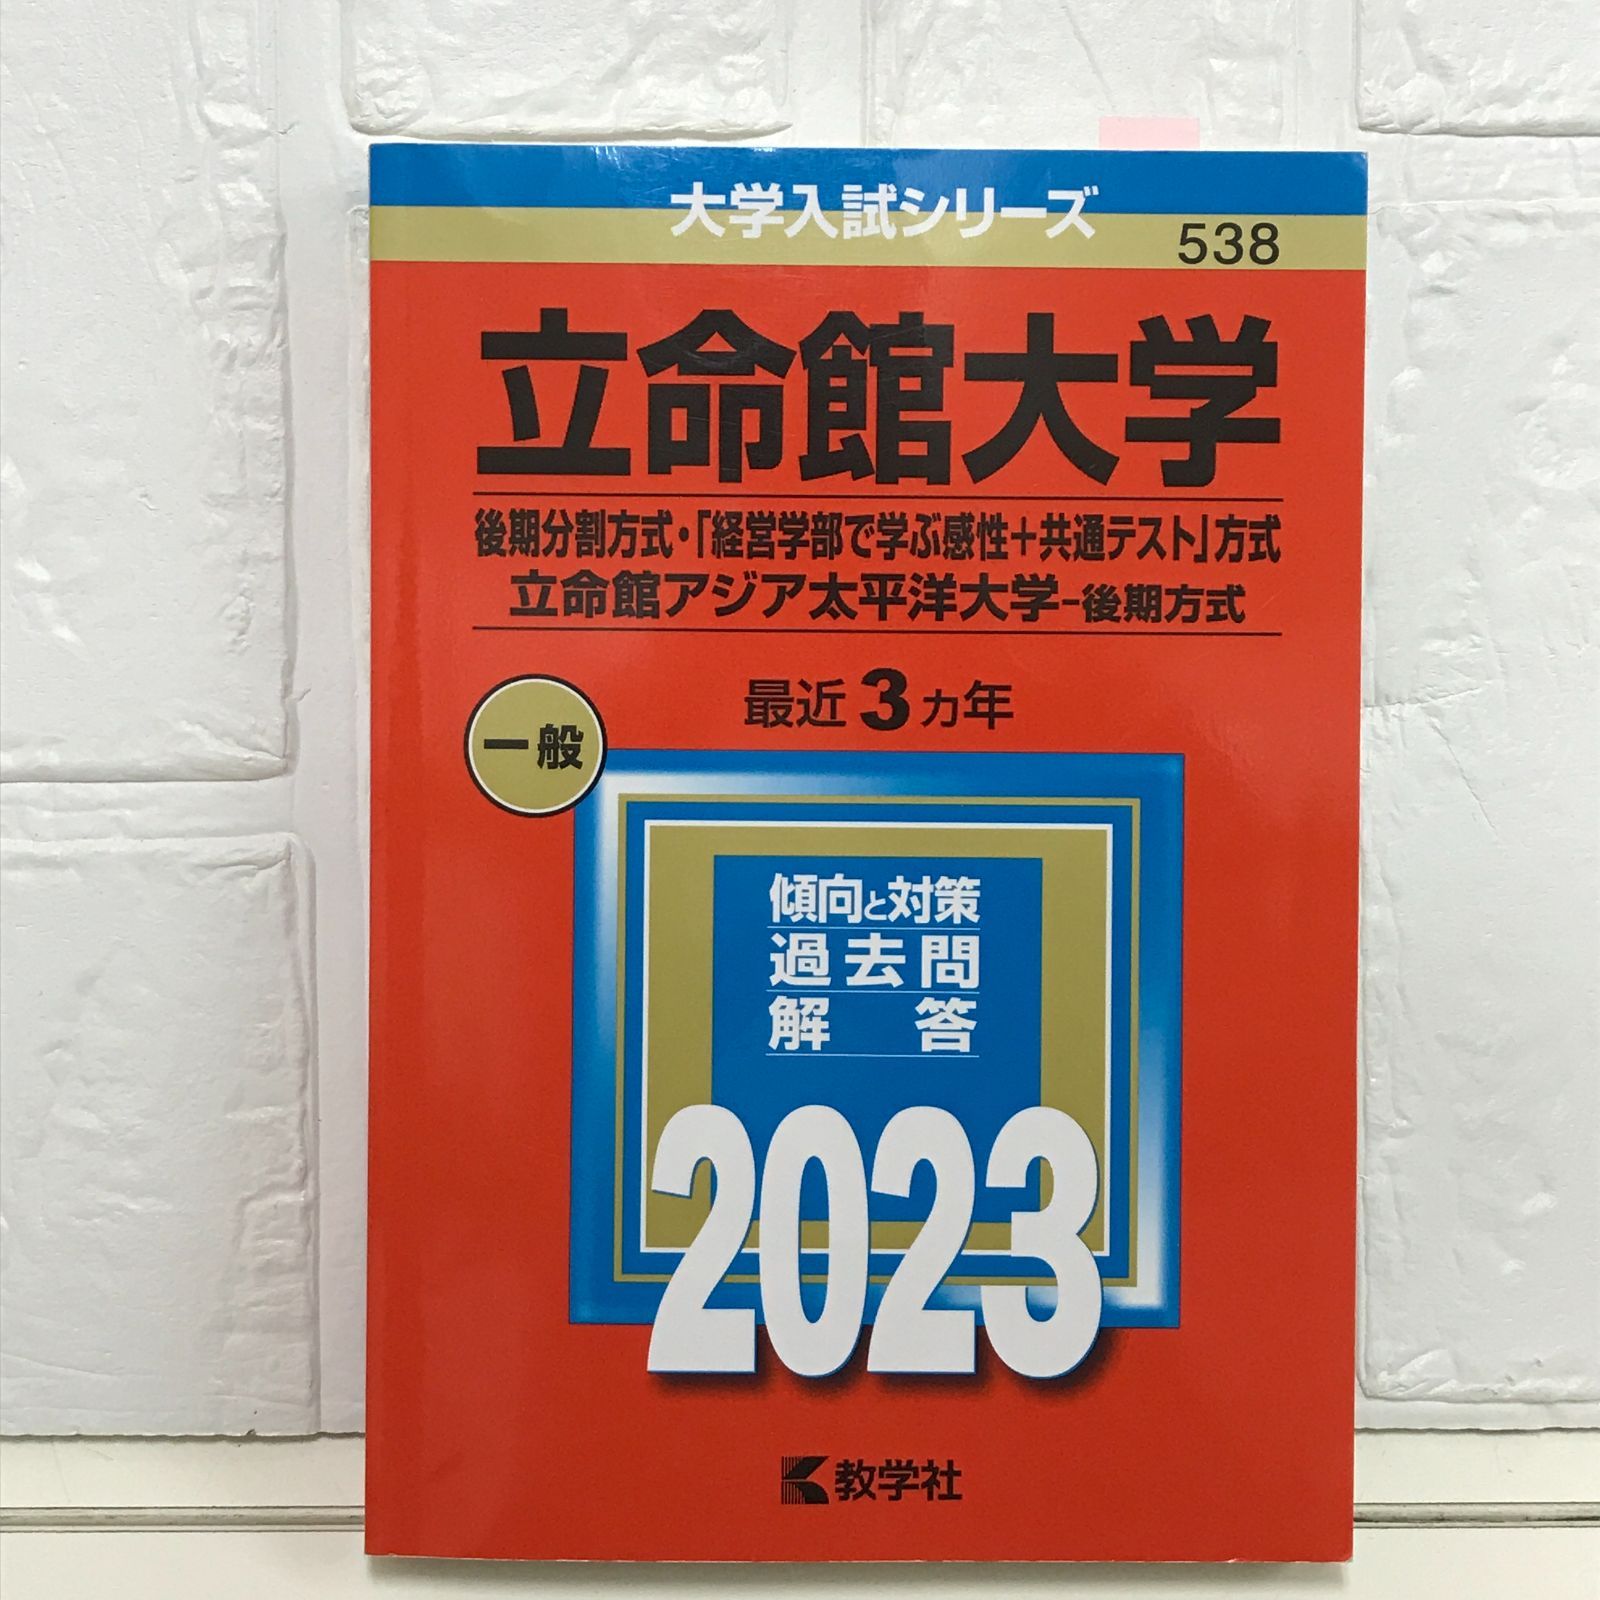 大学入試シリーズ
538
立命館大学
後期分割方式・「経営学部で学ぶ感性＋共通テスト」方式
立命館アジア太平洋大学-後期方式
最近3カ年
一般
傾向と対策
過去問
解答
2023
教学社